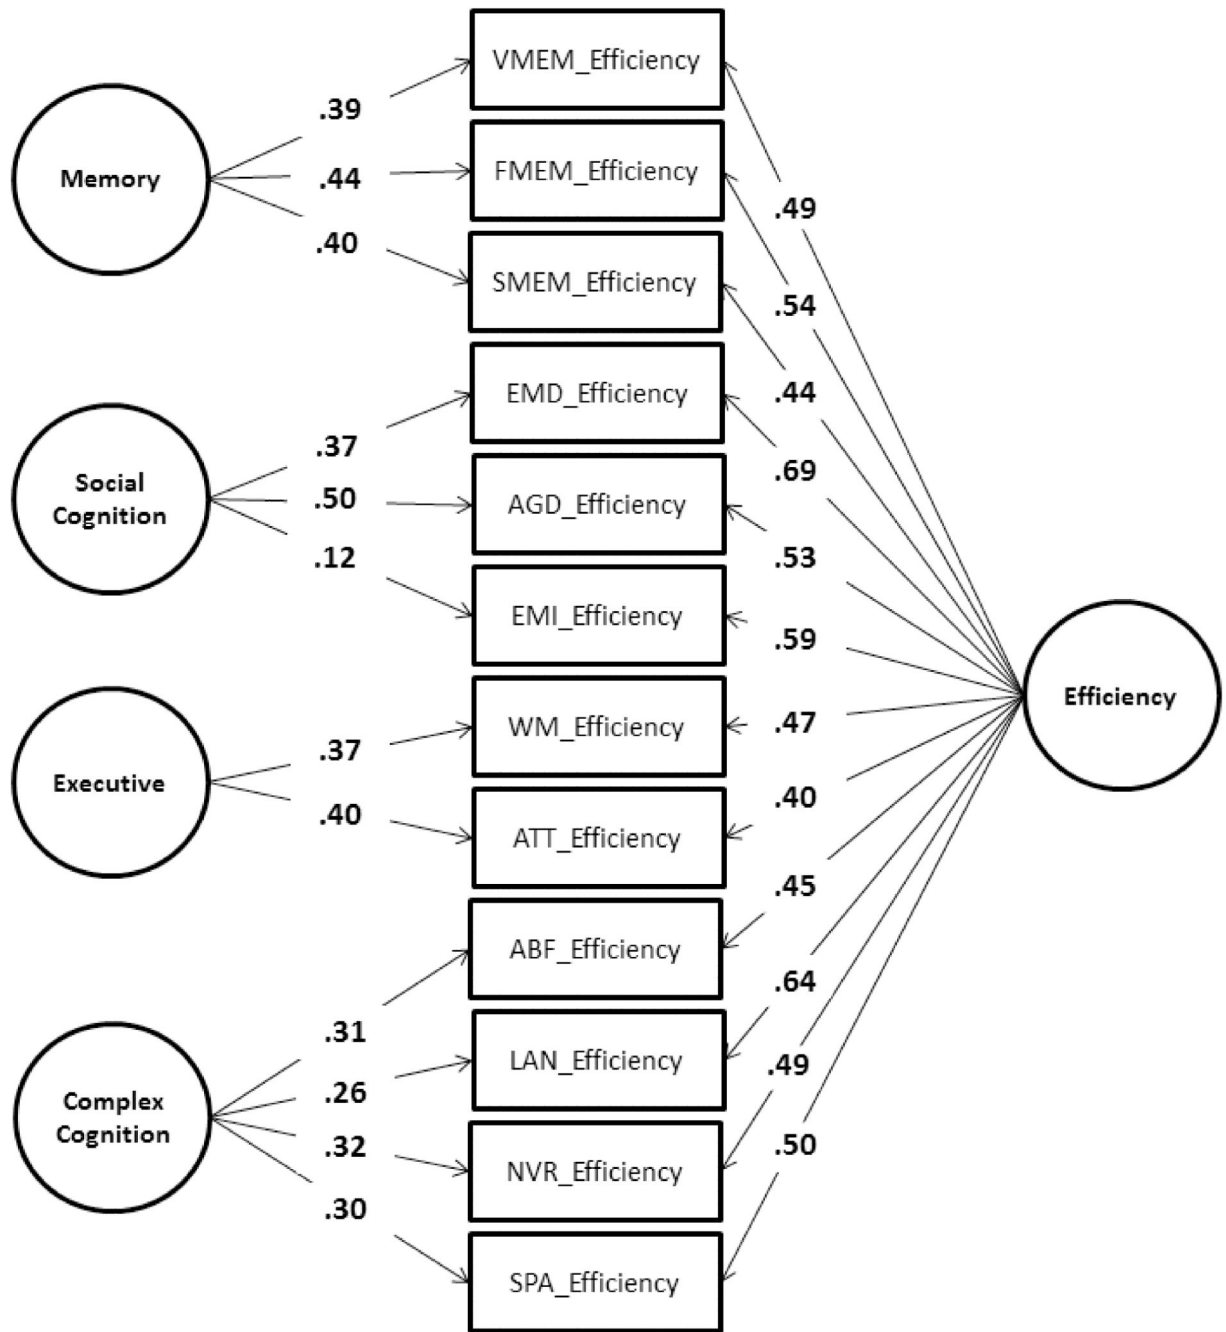 VMEM_Efficiency
.39
Memory
.44
FMEM_Efficiency
.49
.40
SMEM_Efficiency
.54
EMD_Efficiency
.44
.37
.69
Social
Cognition
.50
AGD_Efficiency
.53
.12
EMI_Efficiency
.59
Efficiency
.37
WM_Efficiency
.47
Executive
.40
ATT_Efficiency
.40
.45
ABF_Efficiency
.31
.64
LAN_Efficiency
.26
.49
Complex
Cognition
.32
NVR_Efficiency
.50
.30
SPA_Efficiency